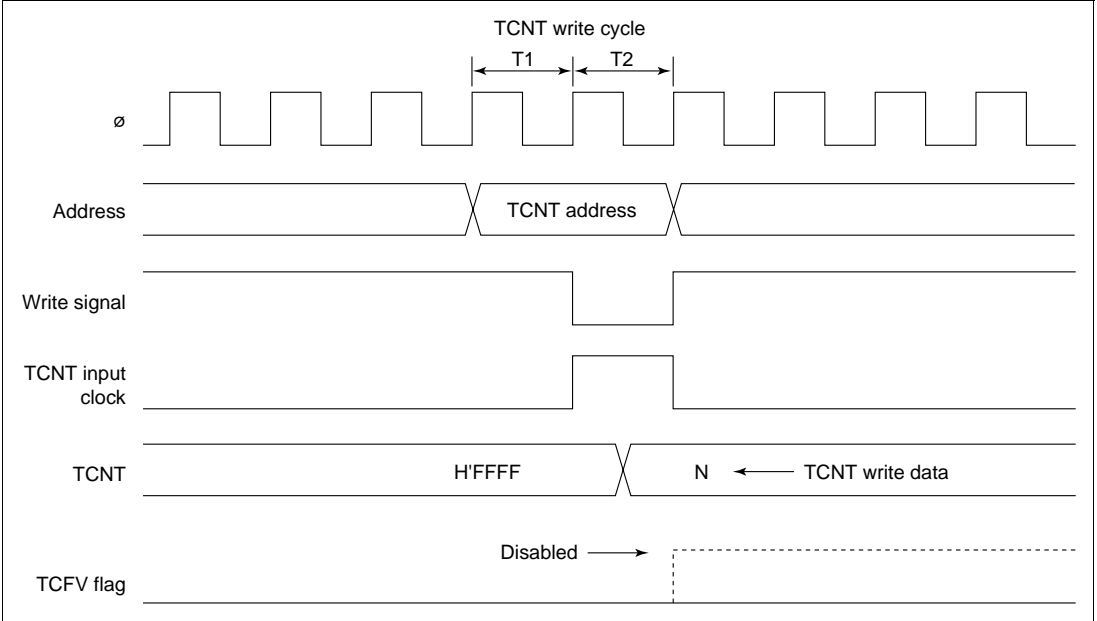 TCNT write cycle
T1
T2
ø
Address
TCNT address
Write signal
TCNT input
clock
TCNT
H'FFFF
N
TCNT write data
Disabled
TCFV flag